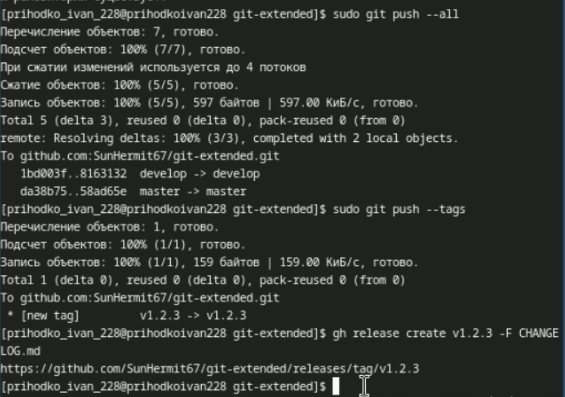 [prihodko_ivan_228@prihodkoivan228 git-extended]$ sudo git push --all
Перечисление объектов: 7, готово.
Подсчет объектов: 100% (7/7), готово.
При сжатии изменений используется до 4 потоков
Сжатие объектов: 100% (5/5), готово.
Запись объектов: 100% (5/5), 597 байтов | 597.00 КиБ/с, готово.
Total 5 (delta 3), reused 0 (delta 0), pack-reused 0 (from 0)
remote: Resolving deltas: 100% (3/3), completed with 2 local objects.
To github.com:SunHermit67/git-extended.git
1bd003f..8163132  develop -> develop
da38b75..58ad65e  master -> master
[prihodko_ivan_228@prihodkoivan228 git-extended]$ sudo git push --tags
Перечисление объектов: 1, готово.
Подсчет объектов: 100% (1/1), готово.
Запись объектов: 100% (1/1), 159 байтов | 159.00 КиБ/с, готово.
Total 1 (delta 0), reused 0 (delta 0), pack-reused 0 (from 0)
To github.com:SunHermit67/git-extended.git
* [new tag]         v1.2.3 -> v1.2.3
[prihodko_ivan_228@prihodkoivan228 git-extended]$ gh release create v1.2.3 -F CHANGE
LOG.md
https://github.com/SunHermit67/git-extended/releases/tag/v1.2.3
[prihodko_ivan_228@prihodkoivan228 git-extended]$